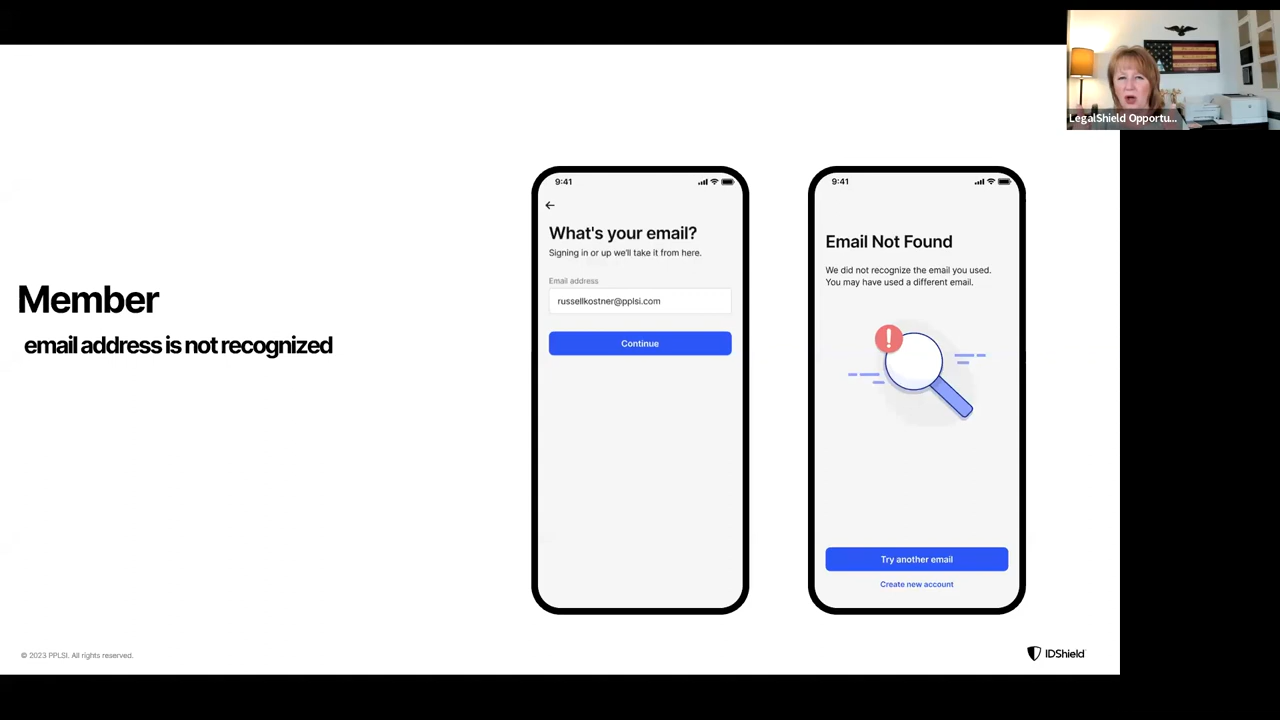 LegalShield Opportu...
Member
email address is not recognized
9:41
What's your email?
Signing in or up we'll take it from here.
Email address
russellkostner@pplsi.com
Continue
9:41
Email Not Found
We did not recognize the email you used.
You may have used a different email.
!
Try another email
Create new account
© 2023 PPLSI. All rights reserved.
IDShield